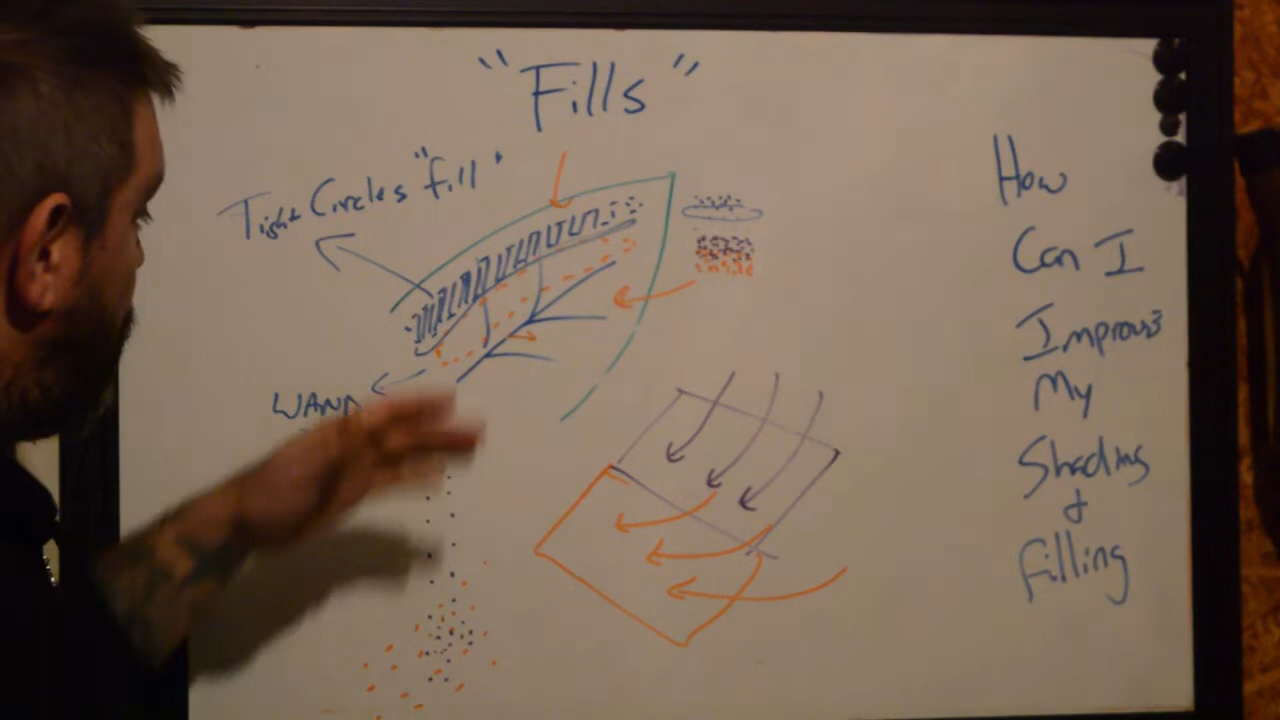 "Fills"
Tight Circles "fill"
WAND
How
Can I
Improve
My
Shading
&
Filling